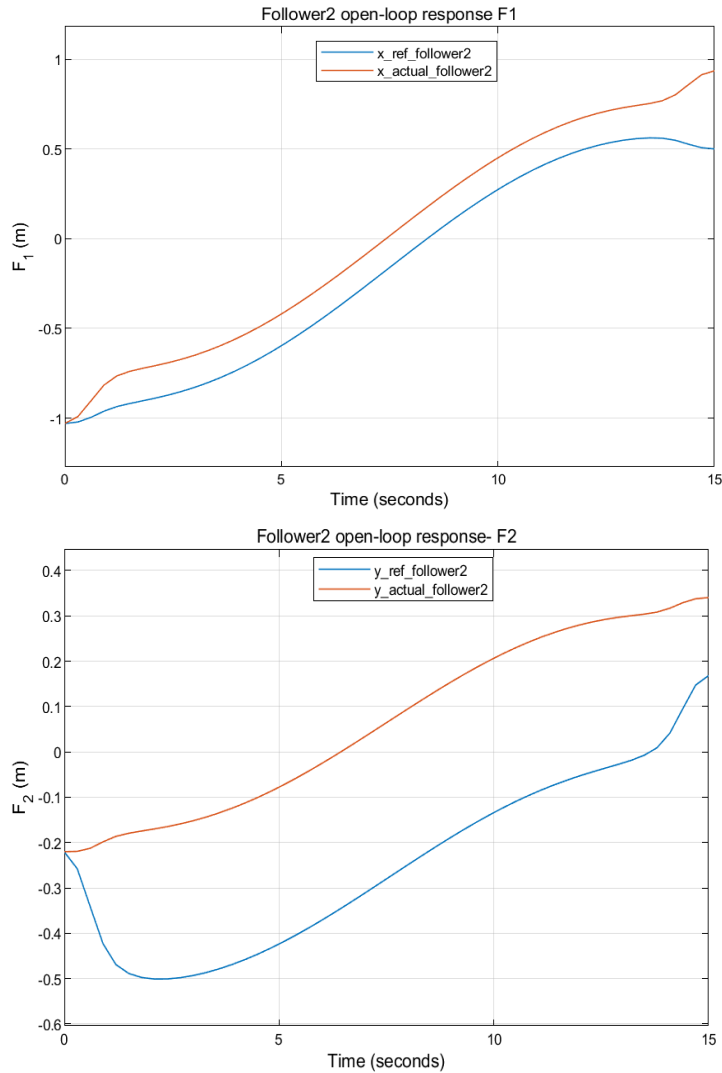 Follower2 open-loop response F1
x_ref_follower2
x_actual_follower2
1
0.5
0
-0.5
-1
F1 (m)
0 5 10 15
Time (seconds)
Follower2 open-loop response- F2
y_ref_follower2
y_actual_follower2
0.4
0.3
0.2
0.1
0
-0.1
-0.2
-0.3
-0.4
-0.5
-0.6
F2 (m)
0 5 10 15
Time (seconds)